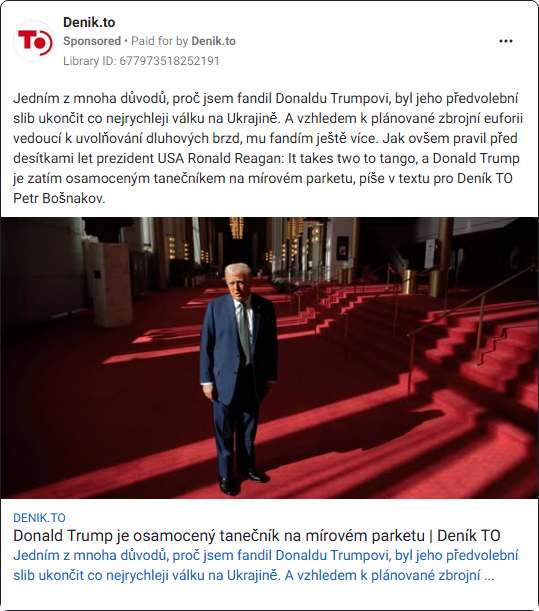 Denik.to
Sponsored • Paid for by Denik.to
Library ID: 677973518252191
TO
Jedním z mnoha důvodů, proč jsem fandil Donaldu Trumpovi, byl jeho předvolební
slib ukončit co nejrychleji válku na Ukrajině. A vzhledem k plánované zbrojní euforii
vedoucí k uvolňování dluhových brzd, mu fandím ještě více. Jak ovšem pravil před
desítkami let prezident USA Ronald Reagan: It takes two to tango, a Donald Trump
je zatím osamoceným tanečníkem na mírovém parketu, píše v textu pro Deník TO
Petr Bošnakov.
DENIK.TO
Donald Trump je osamocený tanečník na mírovém parketu | Deník TO
Jedním z mnoha důvodů, proč jsem fandil Donaldu Trumpovi, byl jeho předvolební
slib ukončit co nejrychleji válku na Ukrajině. A vzhledem k plánované zbrojní ...